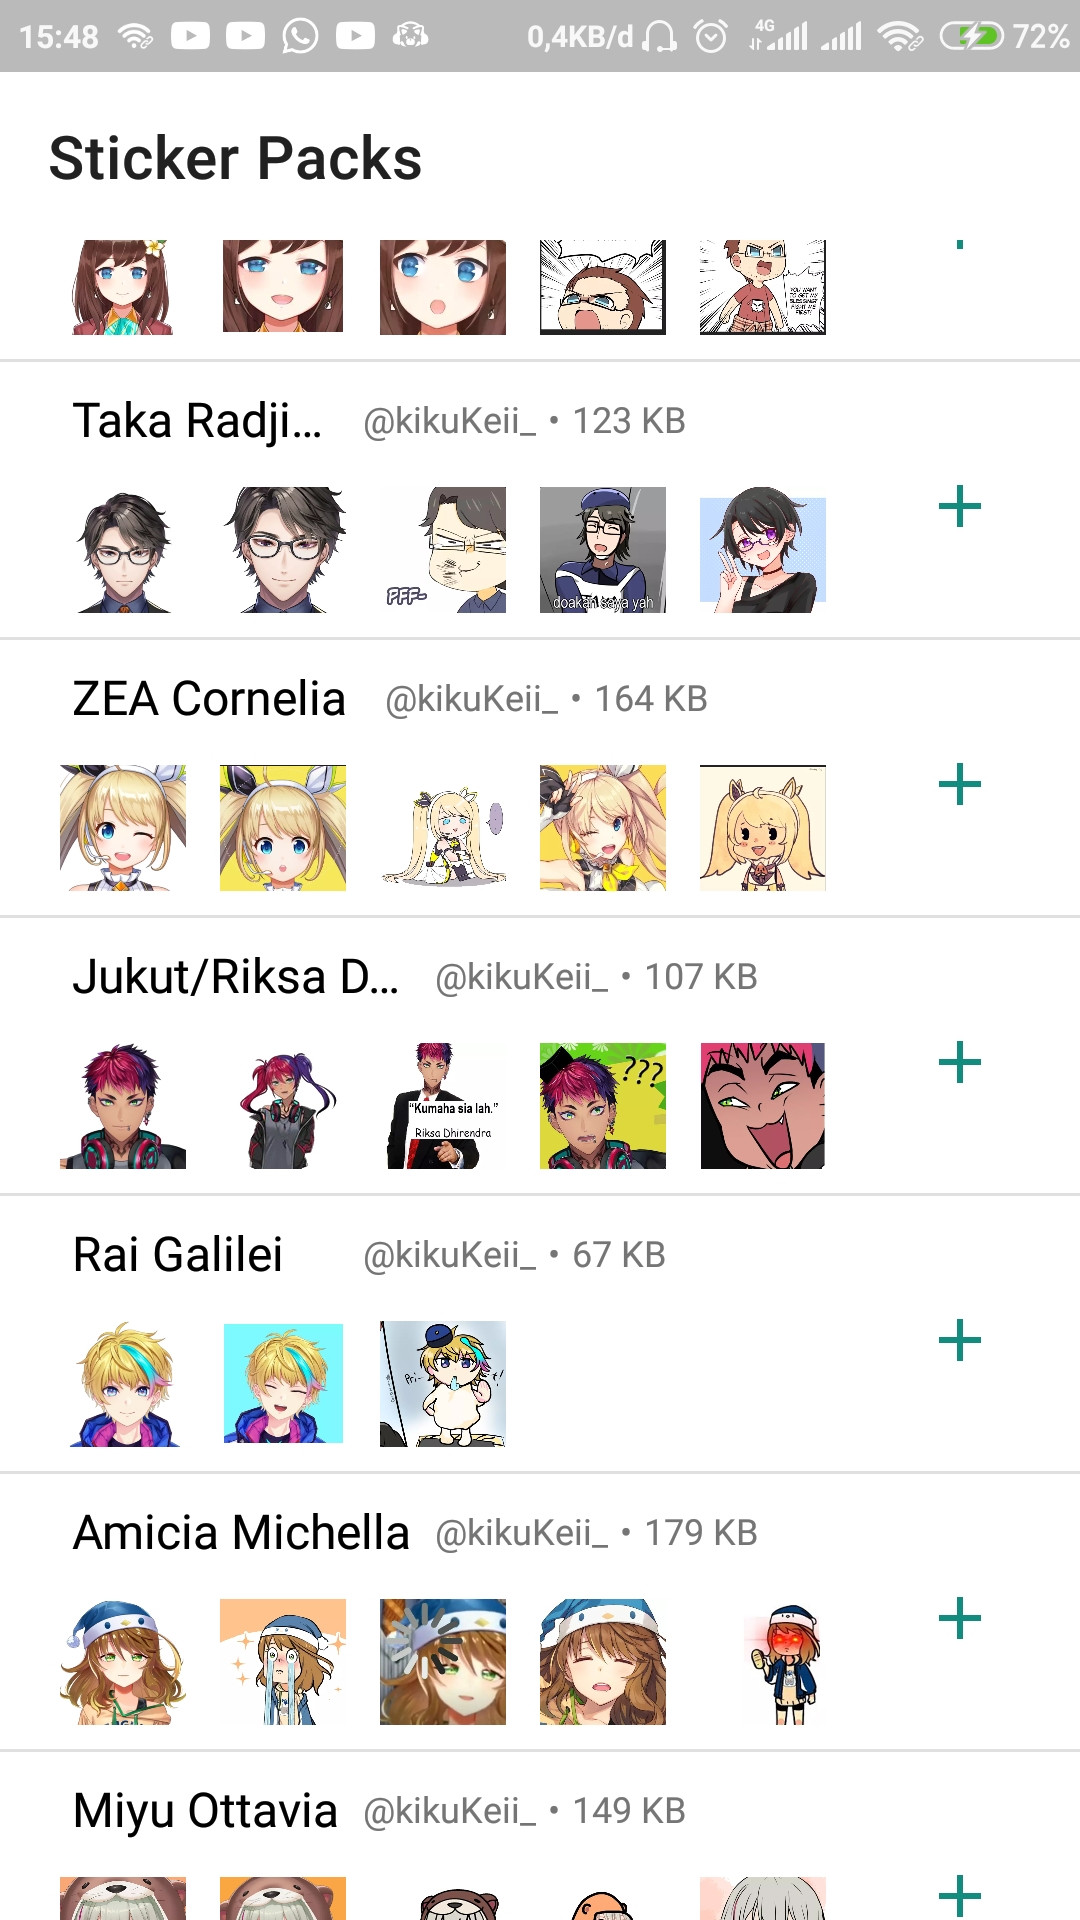 15:48 0,4KB/d 4G 72%
Sticker Packs
YOU WANT
TO GET MY
BLESSING?
FIGHT ME
FIRST!
Taka Radji... @kikuKeii_ • 123 KB
FFF-
doakan saya yah
ZEA Cornelia @kikuKeii_ • 164 KB
Jukut/Riksa D... @kikuKeii_ • 107 KB
???
"Kumaha sia lah."
Riksa Dhirendra
Rai Galilei @kikuKeii_ • 67 KB
Pri-
Amicia Michella @kikuKeii_ • 179 KB
Miyu Ottavia @kikuKeii_ • 149 KB